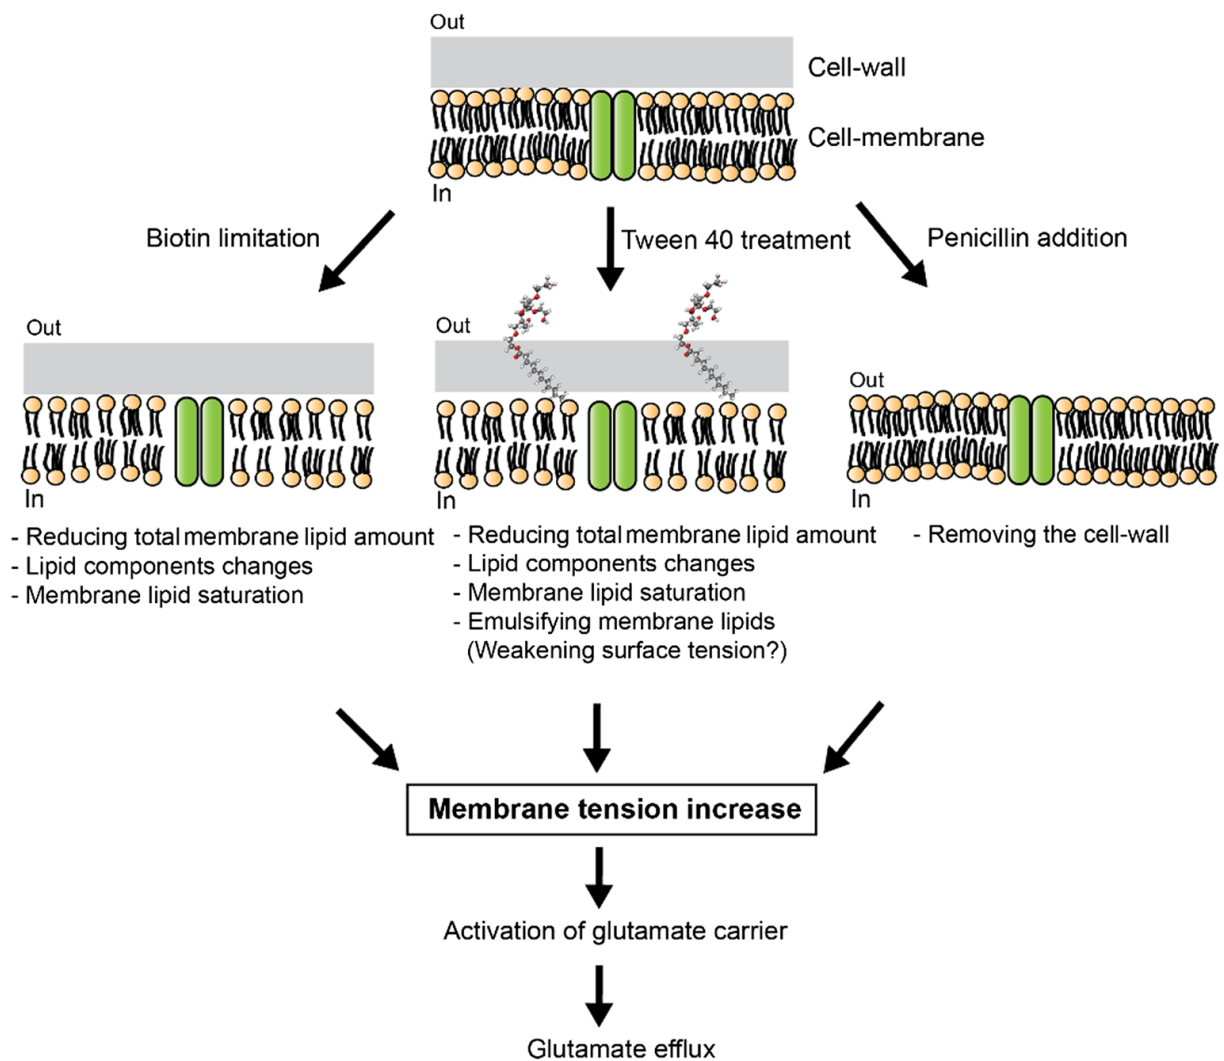 Out
Cell-wall
Cell-membrane
In
Biotin limitation
Tween 40 treatment
Penicillin addition
Out
In
- Reducing total membrane lipid amount
- Lipid components changes
- Membrane lipid saturation
Out
In
- Reducing total membrane lipid amount
- Lipid components changes
- Membrane lipid saturation
- Emulsifying membrane lipids
(Weakening surface tension?)
Out
In
- Removing the cell-wall
Membrane tension increase
Activation of glutamate carrier
Glutamate efflux